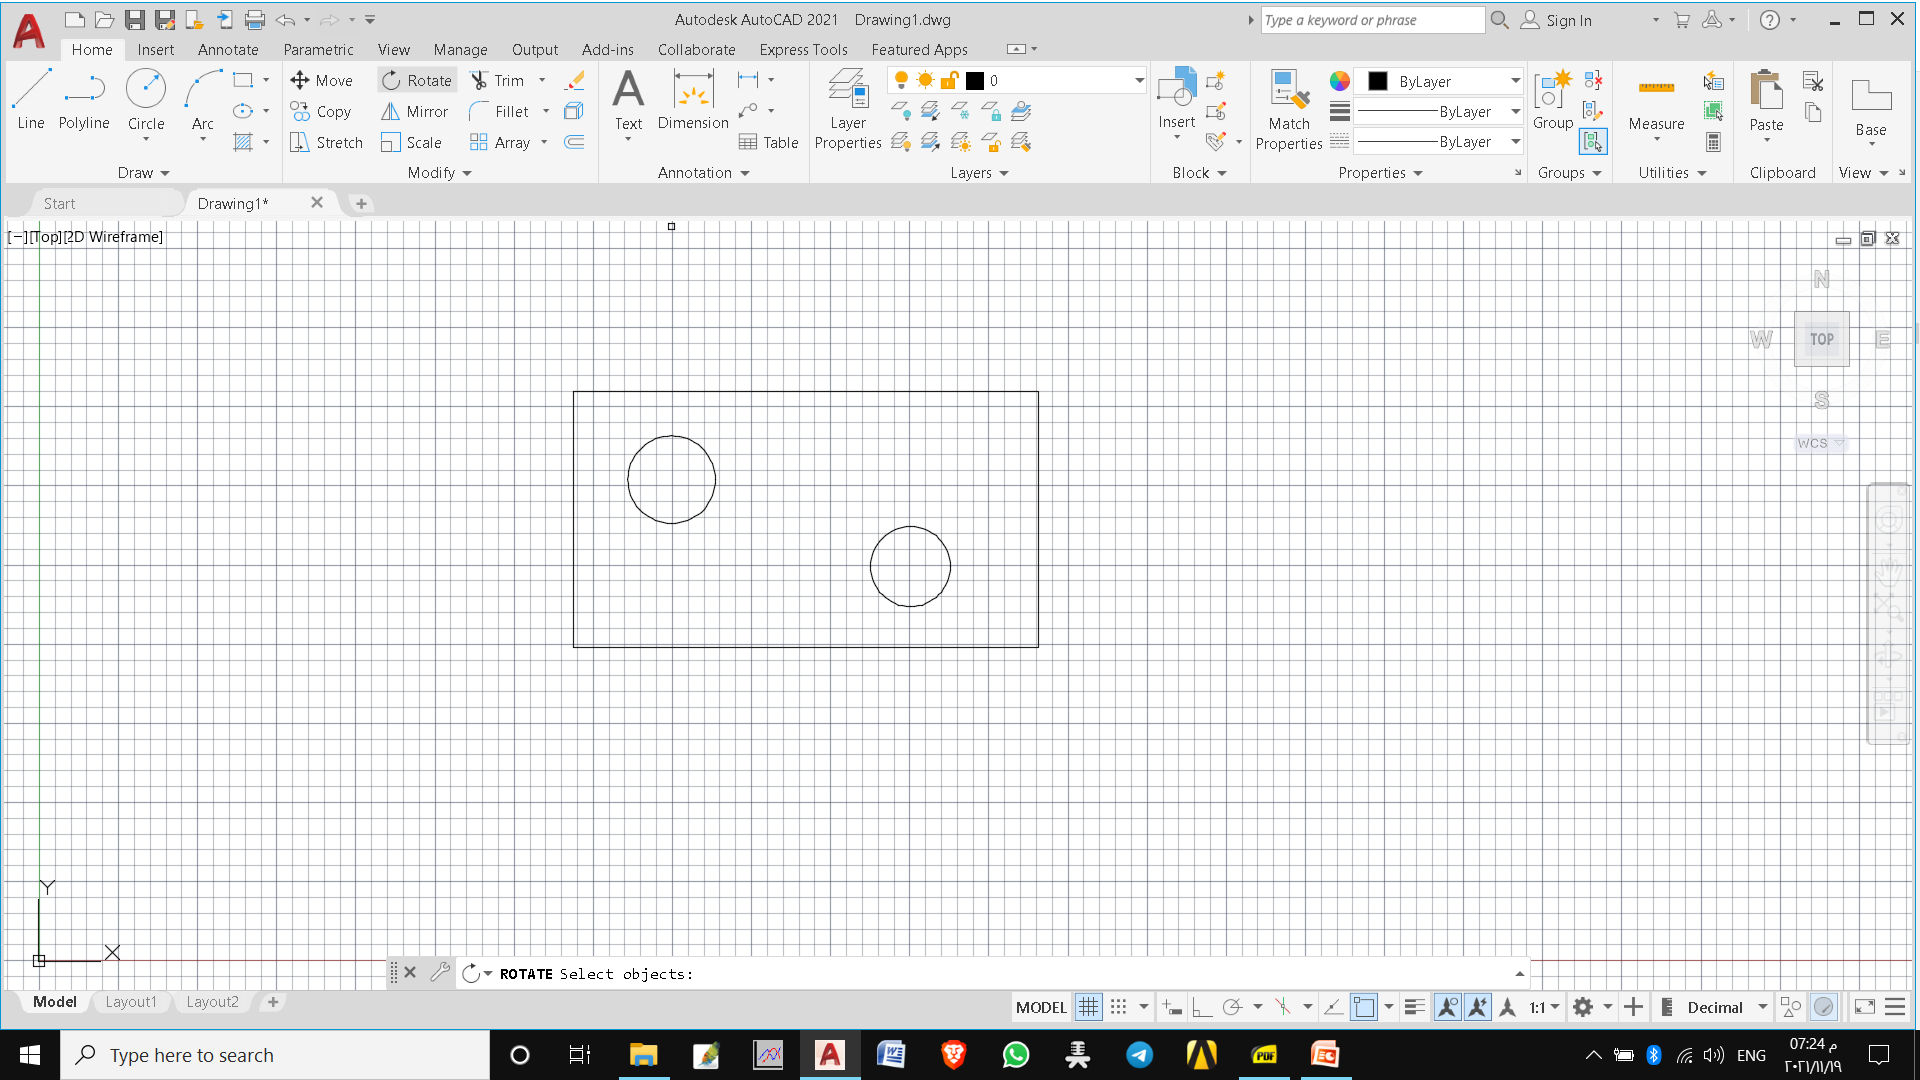 Autodesk AutoCAD 2021 Drawing1.dwg
Type a keyword or phrase
Sign In
Home Insert Annotate Parametric View Manage Output Add-ins Collaborate Express Tools Featured Apps
Line Polyline Circle Arc
Move Rotate Trim
Copy Mirror Fillet
Stretch Scale Array
Text Dimension
Table
Layer
Properties
0
Insert
Match
Properties
ByLayer
ByLayer
ByLayer
Group
Measure
Paste
Base
Draw Modify Annotation Layers Block Properties Groups Utilities Clipboard View
Start Drawing1*
[−][Top][2D Wireframe]
N
W TOP E
S
WCS
Y
X
ROTATE Select objects:
Model Layout1 Layout2
MODEL 1:1 Decimal
Type here to search
PDF
ENG
07:24 م
٢٠٢١/١١/١٩